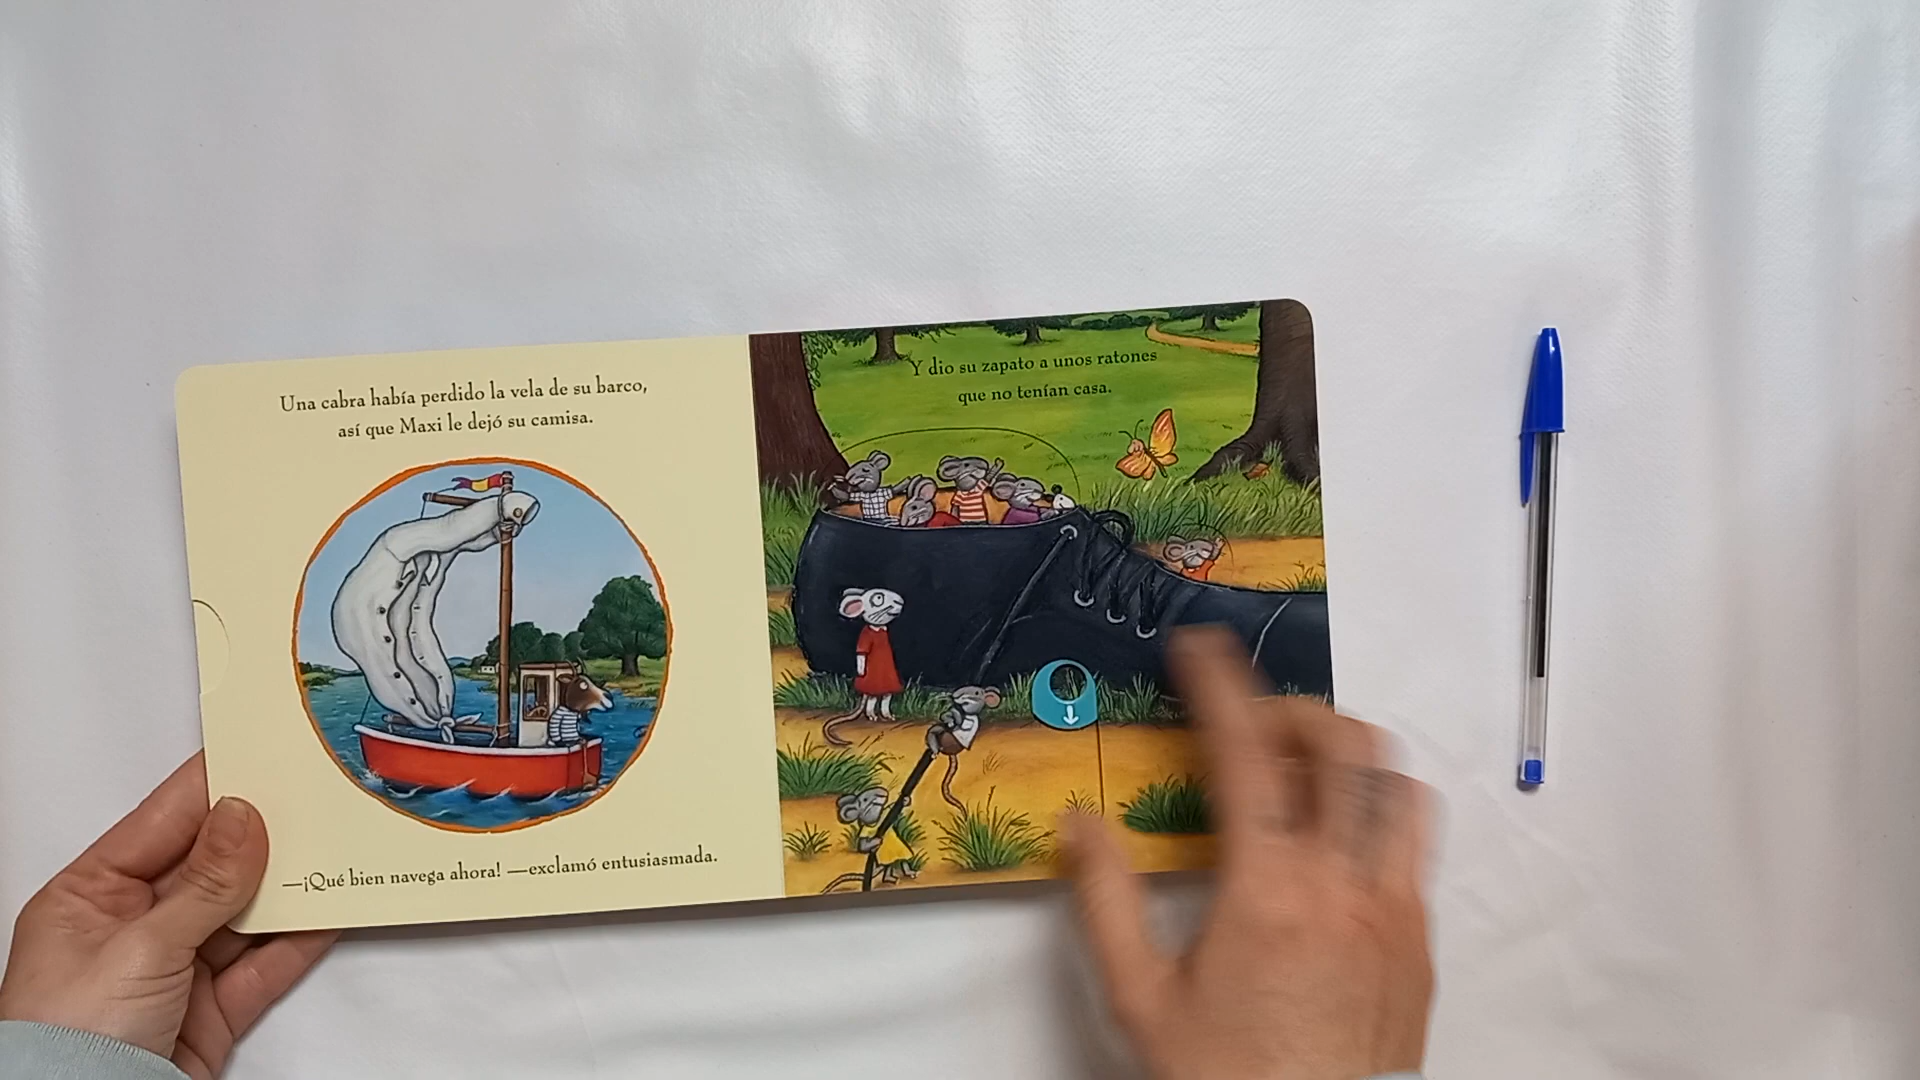 Una cabra había perdido la vela de su barco,
así que Maxi le dejó su camisa.
—¡Qué bien navega ahora! —exclamó entusiasmada.
Y dio su zapato a unos ratones
que no tenían casa.